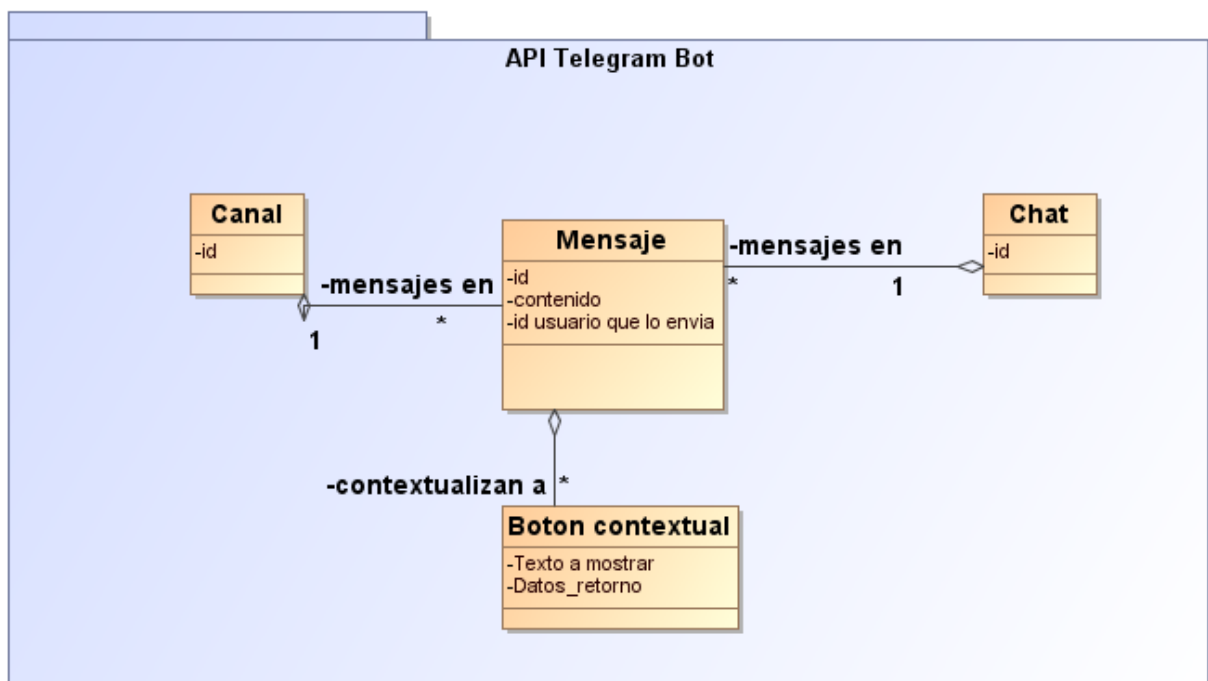 API Telegram Bot
Canal
-id
-mensajes en
*
1
Mensaje
-id
-contenido
-id usuario que lo envia
-mensajes en
*
1
Chat
-id
-contextualizan a
*
Boton contextual
-Texto a mostrar
-Datos_retorno